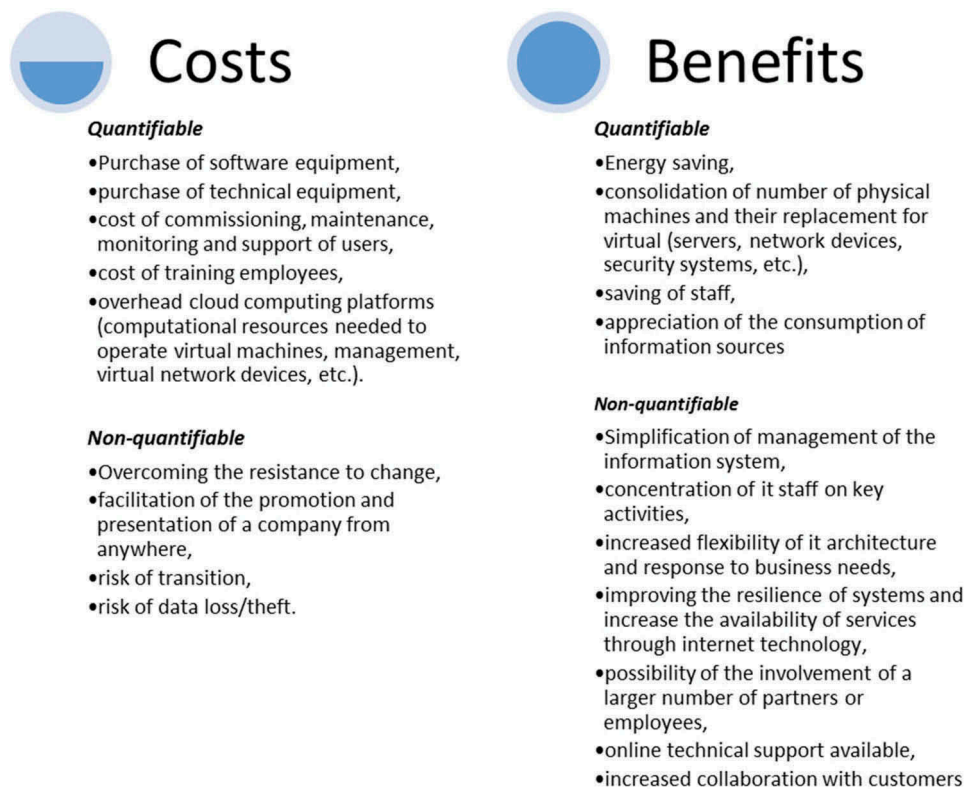 Costs
Quantifiable
•Purchase of software equipment,
•purchase of technical equipment,
•cost of commissioning, maintenance,
monitoring and support of users,
•cost of training employees,
•overhead cloud computing platforms
(computational resources needed to
operate virtual machines, management,
virtual network devices, etc.).
Non-quantifiable
•Overcoming the resistance to change,
•facilitation of the promotion and
presentation of a company from
anywhere,
•risk of transition,
•risk of data loss/theft.
Benefits
Quantifiable
•Energy saving,
•consolidation of number of physical
machines and their replacement for
virtual (servers, network devices,
security systems, etc.),
•saving of staff,
•appreciation of the consumption of
information sources
Non-quantifiable
•Simplification of management of the
information system,
•concentration of it staff on key
activities,
•increased flexibility of it architecture
and response to business needs,
•improving the resilience of systems and
increase the availability of services
through internet technology,
•possibility of the involvement of a
larger number of partners or
employees,
•online technical support available,
•increased collaboration with customers